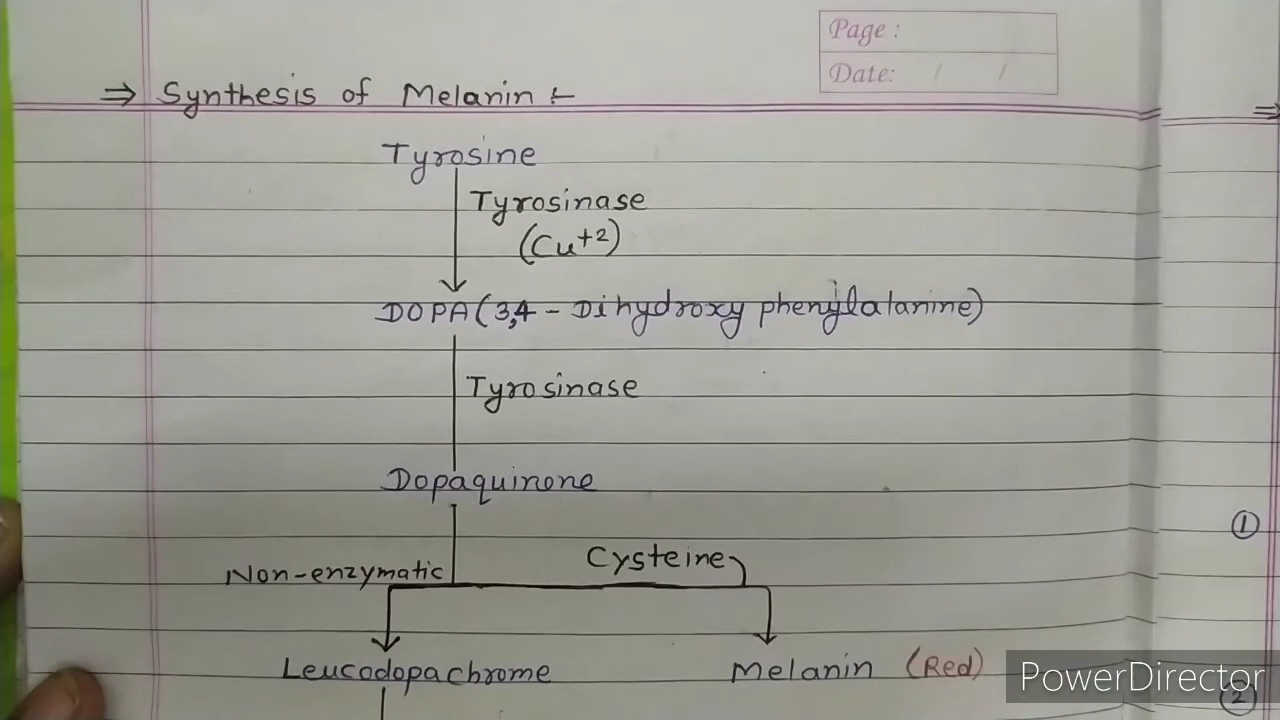 Page :
Date: / /
⇒ Synthesis of Melanin :-
Tyrosine
Tyrosinase
(Cu+2)
DOPA (3,4 - Dihydroxy phenylalanine)
Tyrosinase
Dopaquinone
Non-enzymatic Cysteine
Leucodopachrome Melanin (Red)
⇒
①
②
PowerDirector